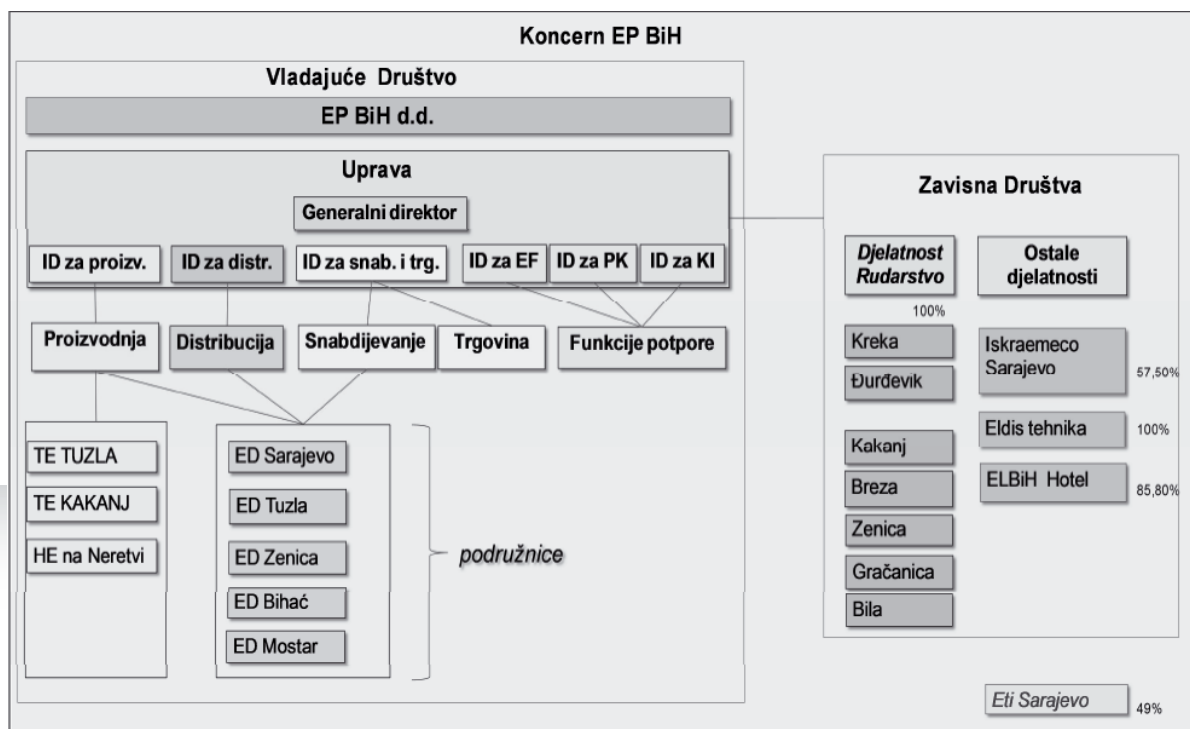 Koncern EP BiH
Vladajuće Društvo
EP BiH d.d.
Uprava
Generalni direktor
ID za proizv.
ID za distr.
ID za snab. i trg.
ID za EF
ID za PK
ID za KI
Proizvodnja
Distribucija
Snabdijevanje
Trgovina
Funkcije potpore
TE TUZLA
TE KAKANJ
HE na Neretvi
ED Sarajevo
ED Tuzla
ED Zenica
ED Bihać
ED Mostar
podružnice
Zavisna Društva
Djelatnost
Rudarstvo
100%
Kreka
Đurđevik
Kakanj
Breza
Zenica
Gračanica
Bila
Ostale
djelatnosti
Iskraemeco
Sarajevo
57,50%
Eldis tehnika
100%
ELBiH Hotel
85,80%
Eti Sarajevo
49%